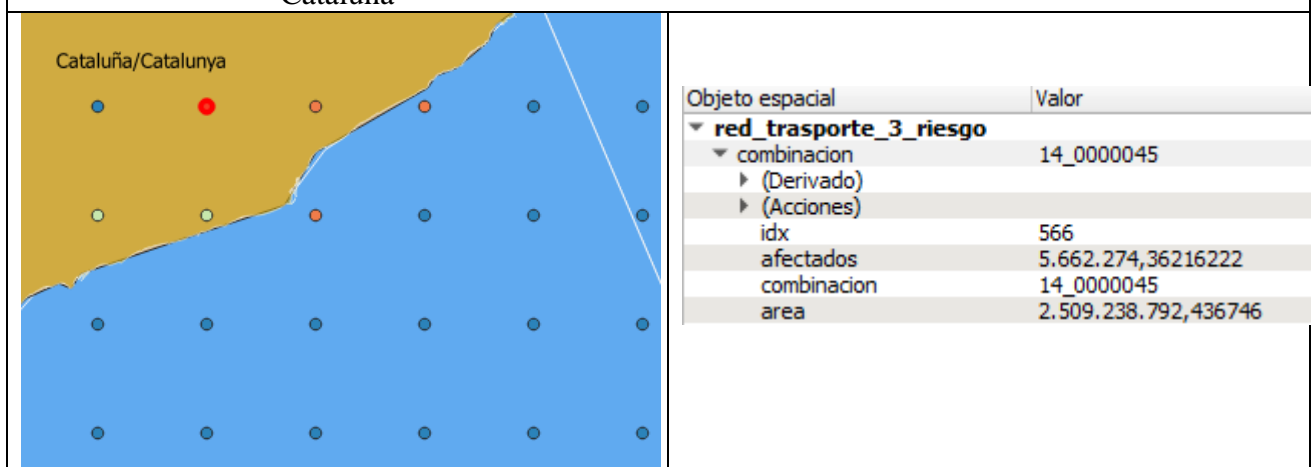 Cataluña
Cataluña/Catalunya
Objeto espacial Valor
red_trasporte_3_riesgo
combinacion 14_0000045
(Derivado)
(Acciones)
idx 566
afectados 5.662.274,36216222
combinacion 14_0000045
area 2.509.238.792,436746